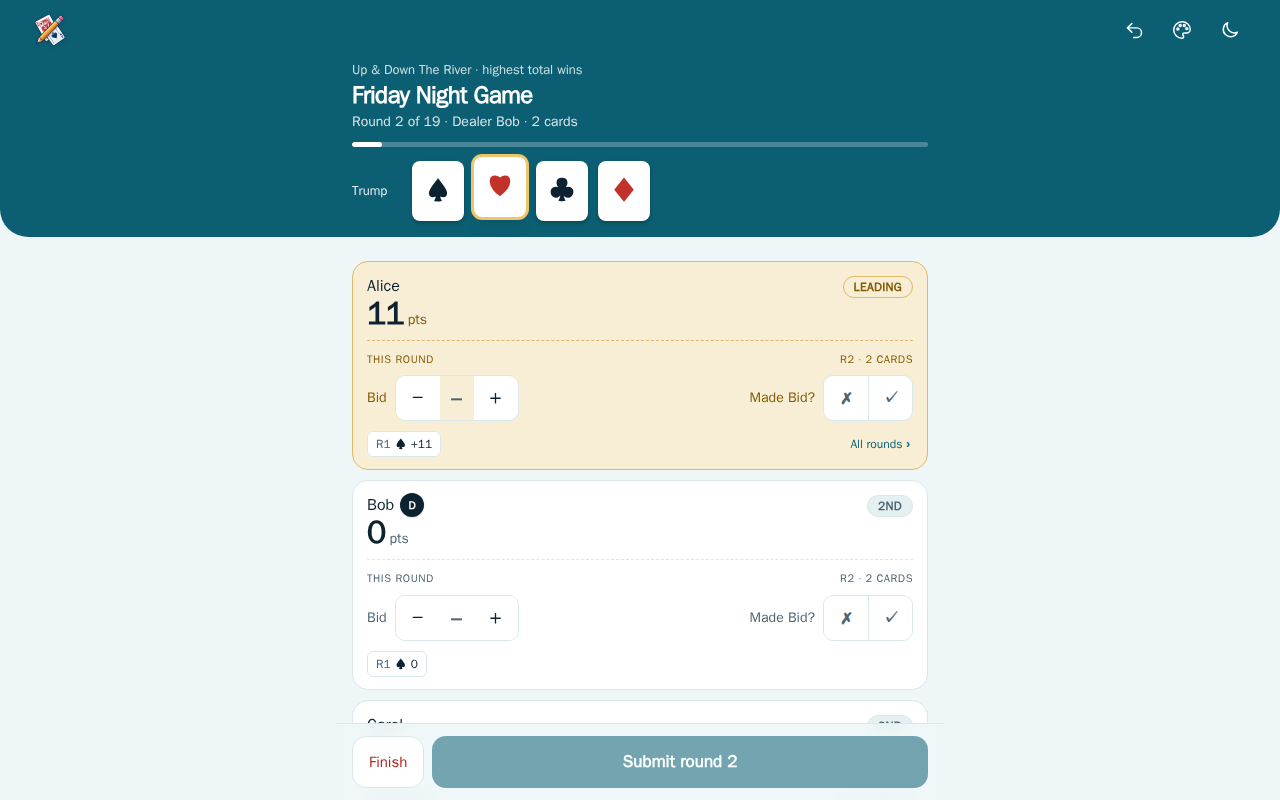 Up & Down The River · highest total wins
Friday Night Game
Round 2 of 19 · Dealer Bob · 2 cards
Trump
Alice
LEADING
11 pts
THIS ROUND
R2 · 2 CARDS
Bid
− – +
Made Bid?
✗ ✓
R1 ♠ +11
All rounds ›
Bob D
2ND
0 pts
THIS ROUND
R2 · 2 CARDS
Bid
− – +
Made Bid?
✗ ✓
R1 ♠ 0
Carol
2ND
Finish
Submit round 2